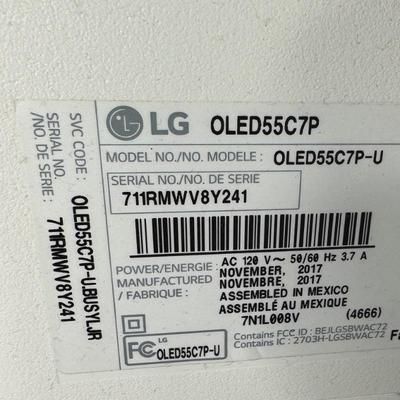 SVC CODE : OLED55C7P-U.BUSYLJR
SERIAL NO.
/NO. DE SÉRIE : 711RMWV8Y241
LG OLED55C7P
MODEL NO./NO. MODELE : OLED55C7P-U
SERIAL NO./NO. DE SERIE
711RMWV8Y241
POWER/ENERGIE : AC 120 V ~ 50/60 Hz 3.7 A
MANUFACTURED NOVEMBER, 2017
/ FABRIQUE : NOVEMBRE, 2017
ASSEMBLED IN MEXICO
ASSEMBLÉ AU MEXIQUE
7N1L008V (4666)
LG
FC OLED55C7P-U
Contains FCC ID : BEJLGSBWAC72
Contains IC : 2703H-LGSBWAC72